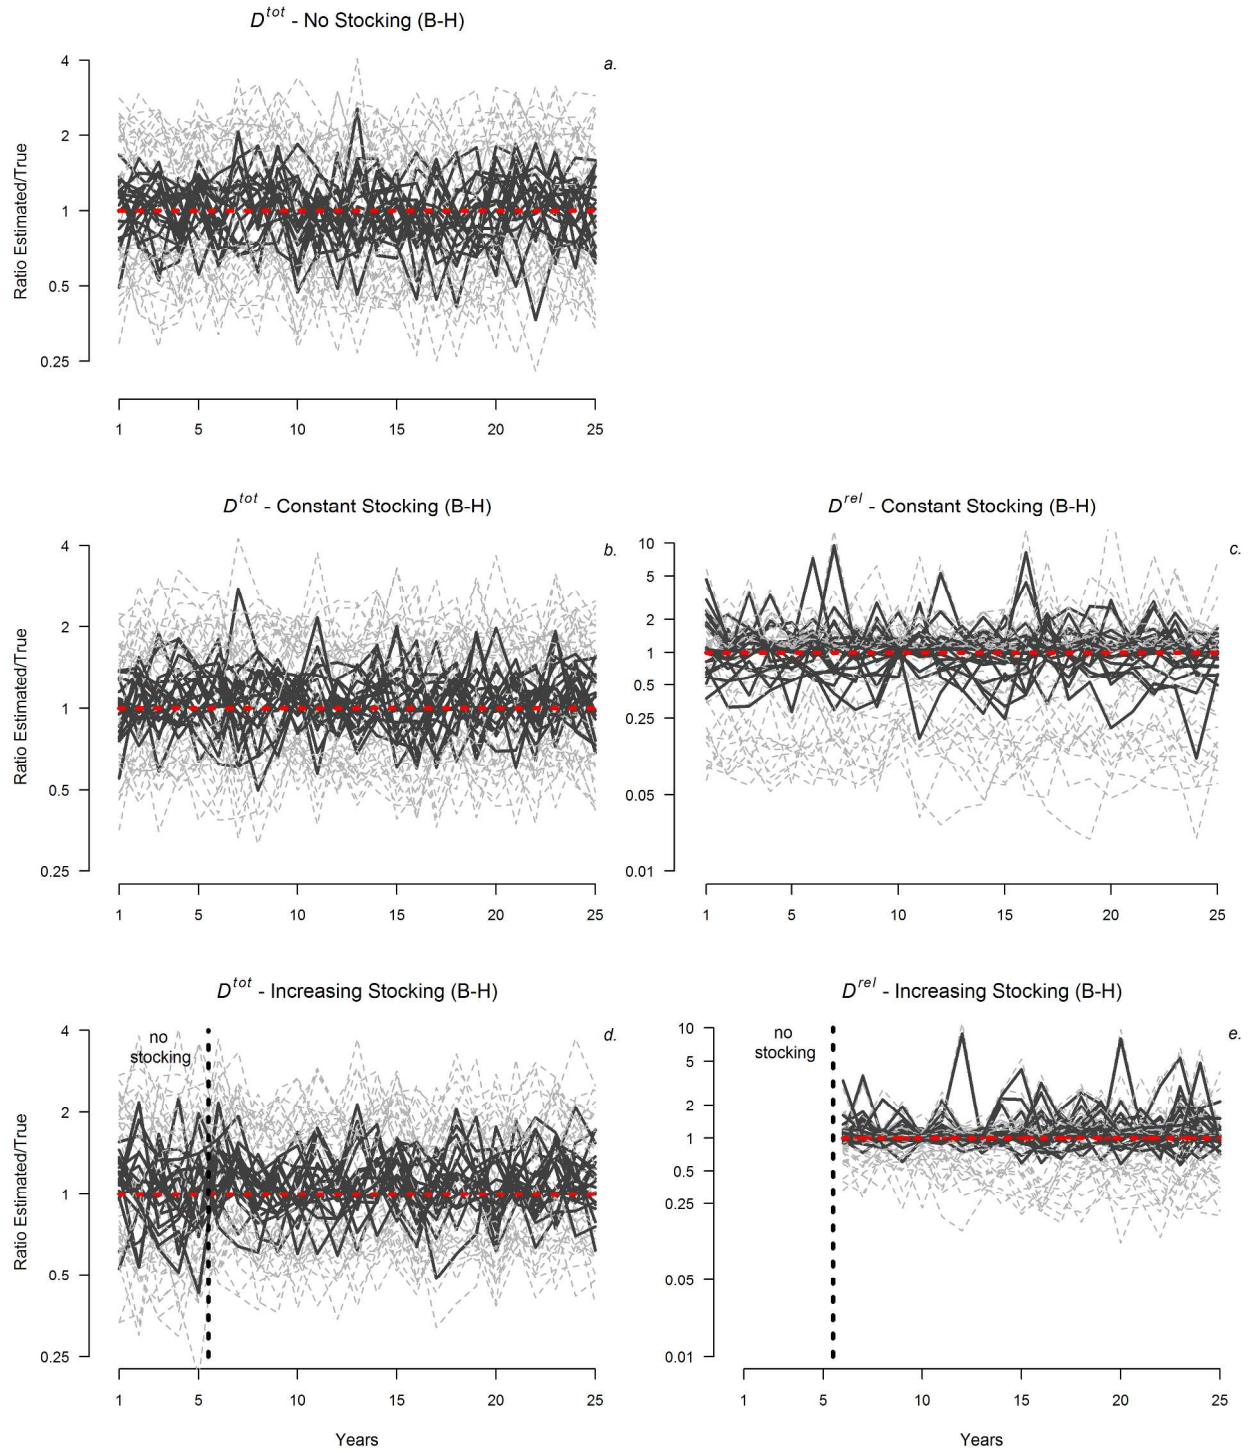 D^tot - No Stocking (B-H)
a.
Ratio Estimated/True
4
2
1
0.5
0.25
1 5 10 15 20 25
D^tot - Constant Stocking (B-H)
b.
Ratio Estimated/True
4
2
1
0.5
0.25
1 5 10 15 20 25
D^rel - Constant Stocking (B-H)
c.
10
5
2
1
0.5
0.25
0.05
0.01
1 5 10 15 20 25
D^tot - Increasing Stocking (B-H)
d.
no
stocking
Ratio Estimated/True
4
2
1
0.5
0.25
1 5 10 15 20 25
Years
D^rel - Increasing Stocking (B-H)
e.
no
stocking
10
5
2
1
0.5
0.25
0.05
0.01
1 5 10 15 20 25
Years